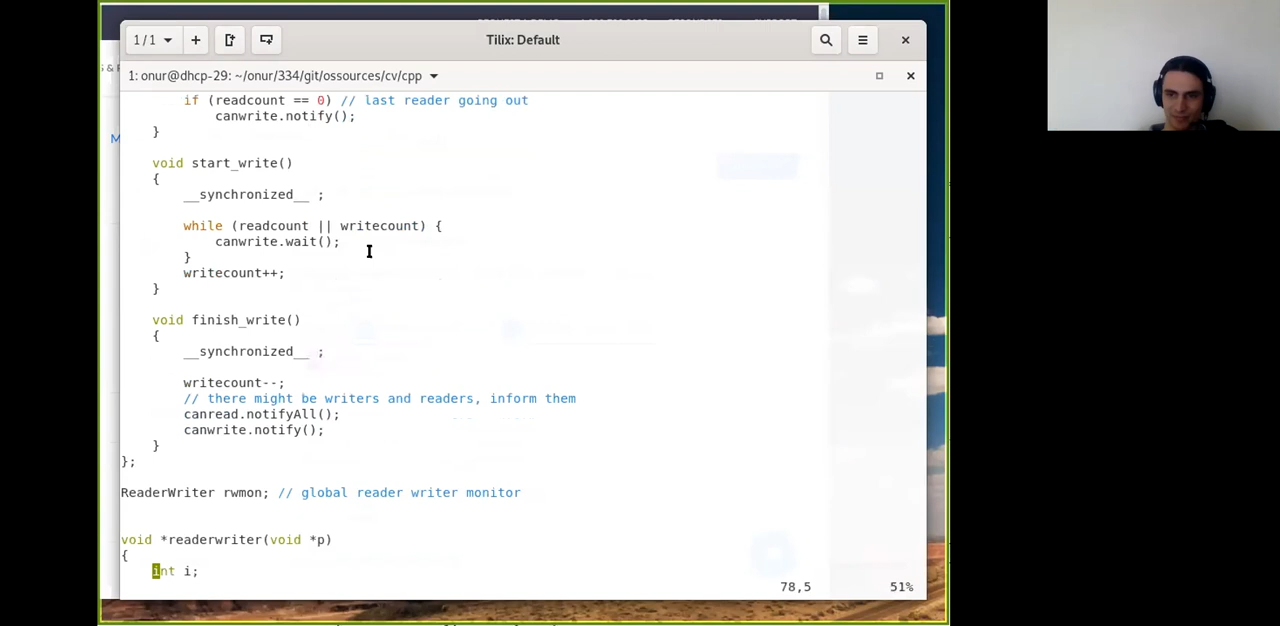 1 / 1
Tilix: Default
1: onur@dhcp-29: ~/onur/334/git/ossources/cv/cpp
if (readcount == 0) // last reader going out
canwrite.notify();
}
void start_write()
{
__synchronized__ ;
while (readcount || writecount) {
canwrite.wait();
}
writecount++;
}
void finish_write()
{
__synchronized__ ;
writecount--;
// there might be writers and readers, inform them
canread.notifyAll();
canwrite.notify();
}
};
ReaderWriter rwmon; // global reader writer monitor
void *readerwriter(void *p)
{
int i;
78,5 51%